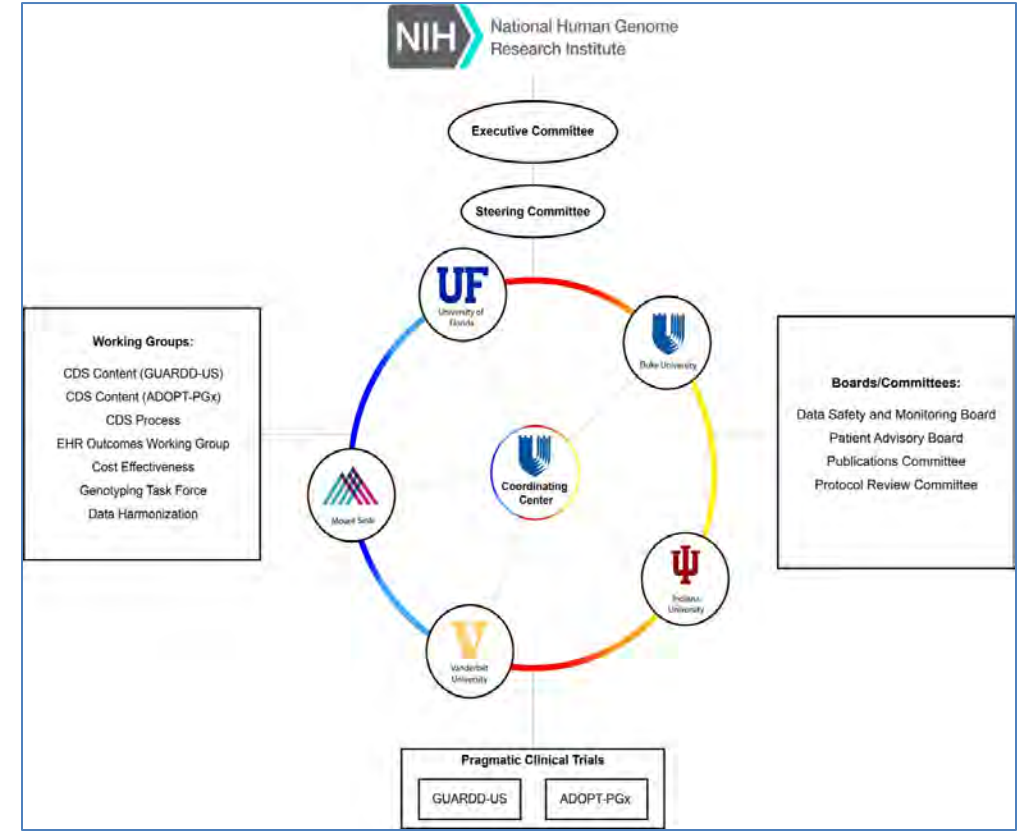 NIH
National Human Genome
Research Institute
Executive Committee
Steering Committee
UF
University of
Florida
Duke University
Working Groups:
CDS Content (GUARDD-US)
CDS Content (ADOPT-PGx)
CDS Process
EHR Outcomes Working Group
Cost Effectiveness
Genotyping Task Force
Data Harmonization
Boards/Committees:
Data Safety and Monitoring Board
Patient Advisory Board
Publications Committee
Protocol Review Committee
Coordinating
Center
Mount Sinai
Indiana
University
V
Vanderbilt
University
Pragmatic Clinical Trials
GUARDD-US
ADOPT-PGx